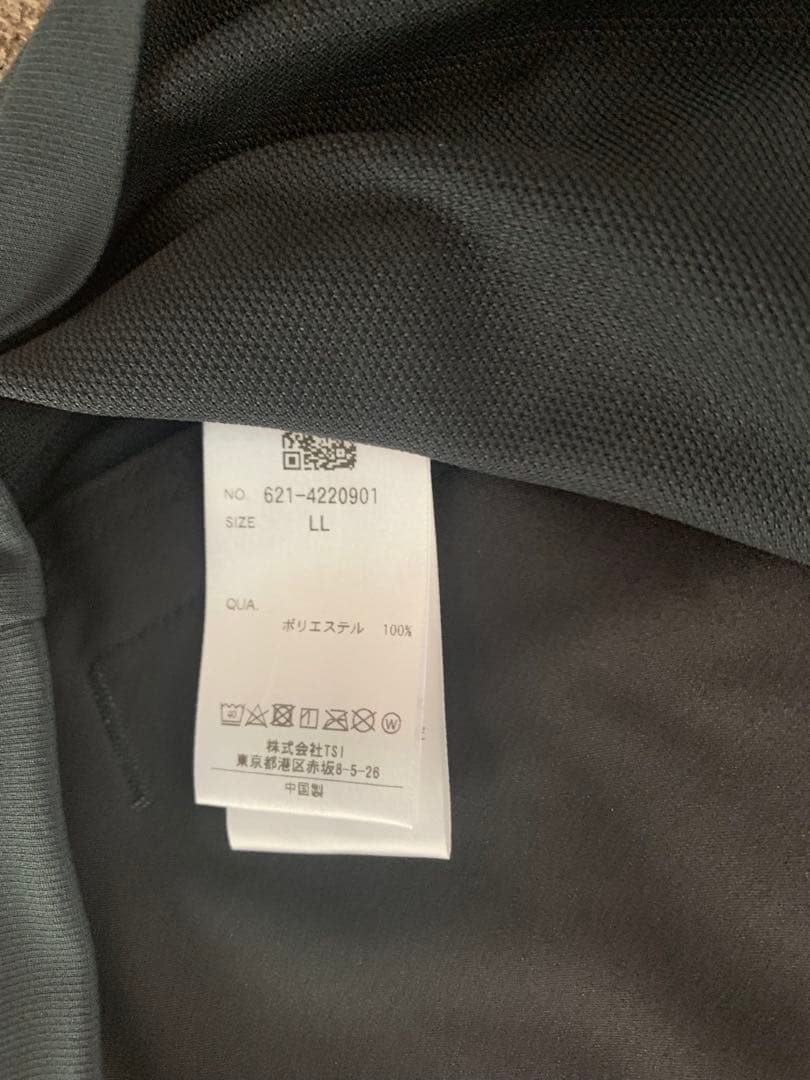 NO. 621-4220901
SIZE LL
QUA.
ポリエステル 100%
40 W
株式会社TSI
東京都港区赤坂8-5-26
中国製